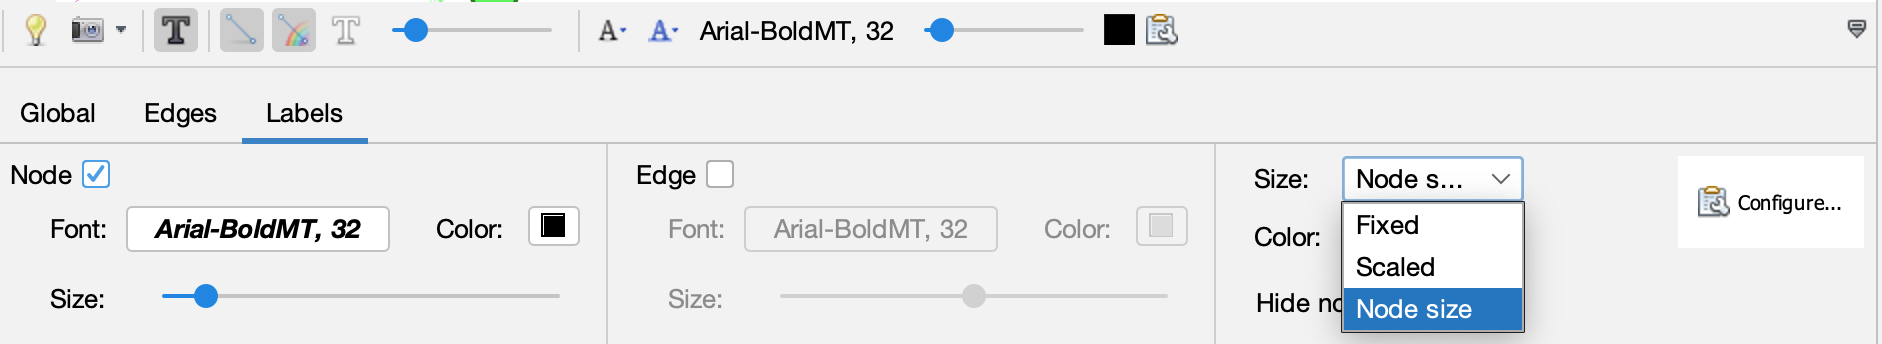 Arial-BoldMT, 32
Global Edges Labels
Node
Font: Arial-BoldMT, 32 Color:
Size:
Edge
Font: Arial-BoldMT, 32 Color:
Size:
Size: Node s...
Fixed
Scaled
Node size
Color:
Hide
Configure...